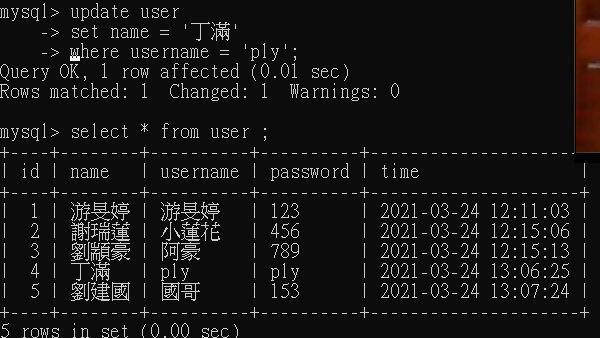 mysql> update user
    -> set name = '丁滿'
    -> where username = 'ply';
Query OK, 1 row affected (0.01 sec)
Rows matched: 1  Changed: 1  Warnings: 0
mysql> select * from user ;
+----+--------+----------+----------+---------------------+
| id | name   | username | password | time                |
+----+--------+----------+----------+---------------------+
|  1 | 游旻婷 | 游旻婷   | 123      | 2021-03-24 12:11:03 |
|  2 | 謝瑞蓮 | 小蓮花   | 456      | 2021-03-24 12:15:06 |
|  3 | 劉顓豪 | 阿豪     | 789      | 2021-03-24 12:15:13 |
|  4 | 丁滿   | ply      | ply      | 2021-03-24 13:06:25 |
|  5 | 劉建國 | 國哥     | 153      | 2021-03-24 13:07:24 |
+----+--------+----------+----------+---------------------+
5 rows in set (0.00 sec)